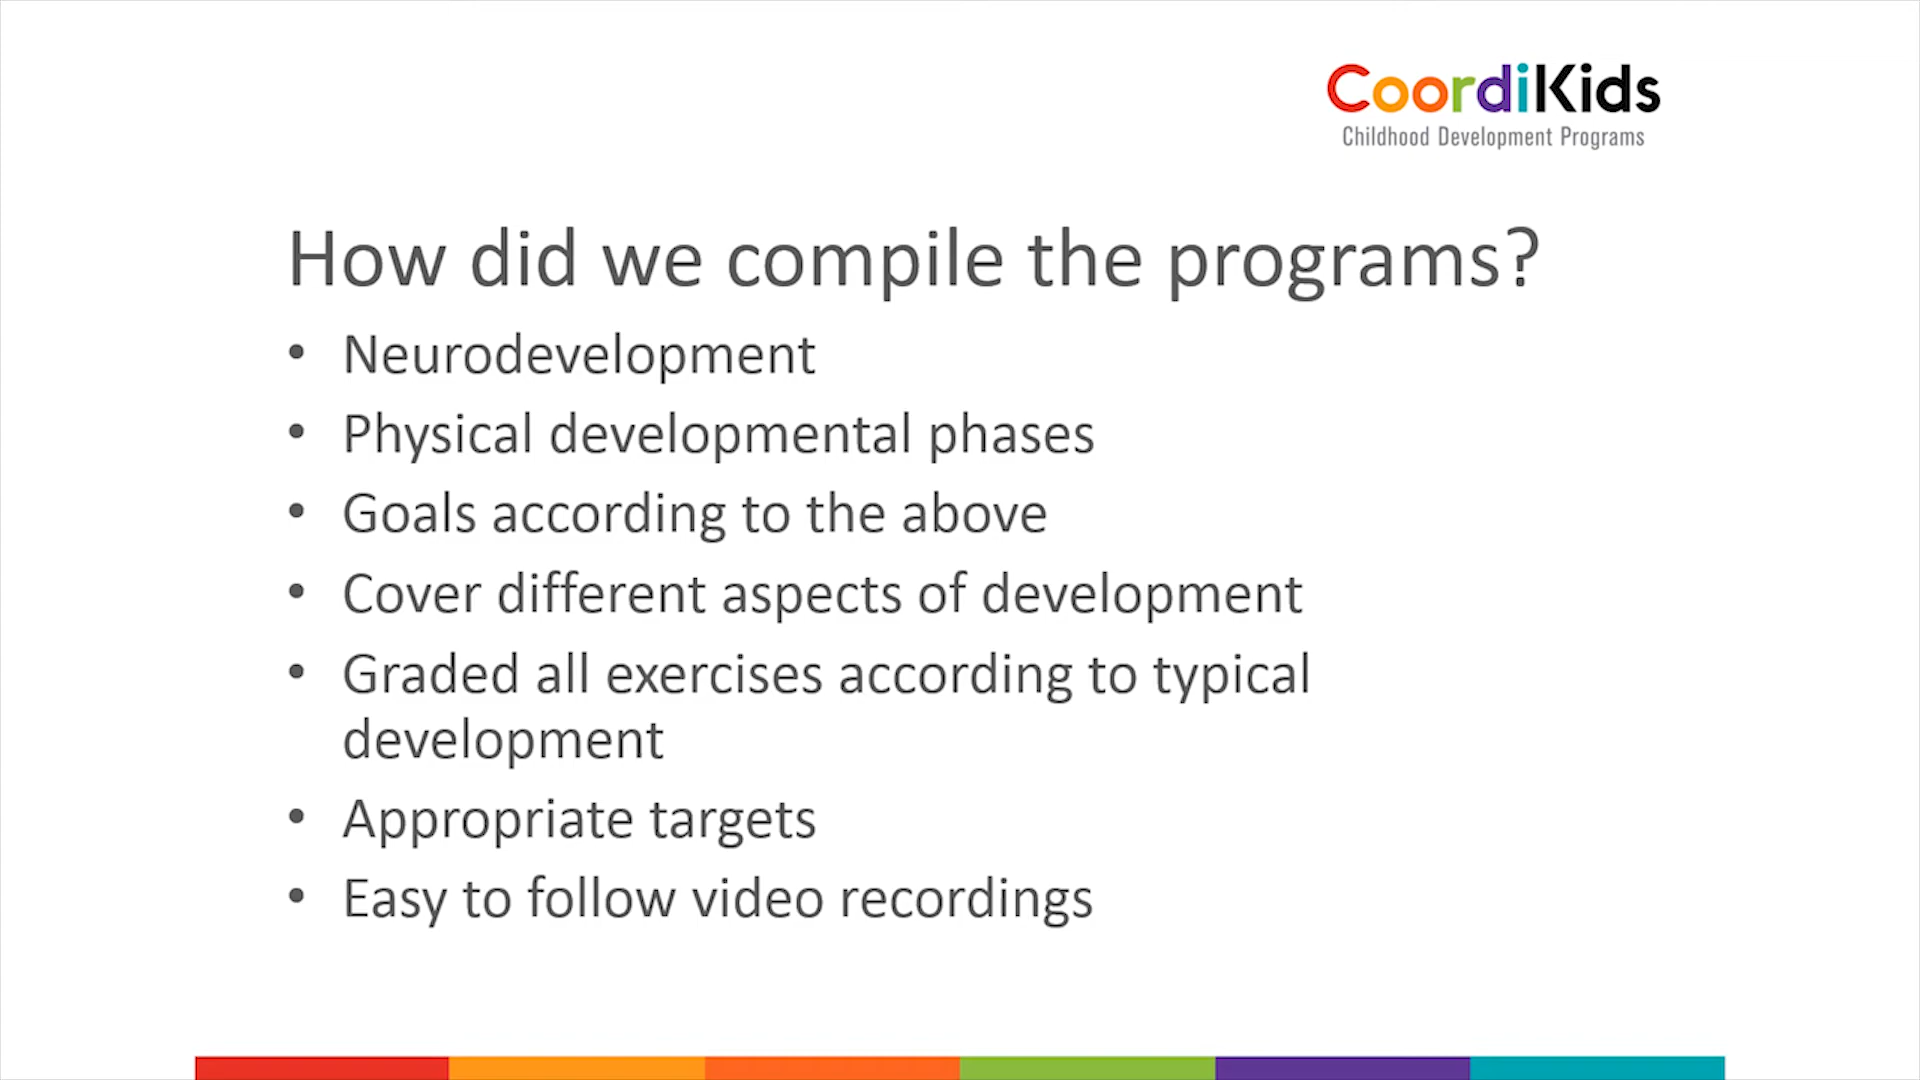 CoordiKids
Childhood Development Programs
How did we compile the programs?
• Neurodevelopment
• Physical developmental phases
• Goals according to the above
• Cover different aspects of development
• Graded all exercises according to typical
development
• Appropriate targets
• Easy to follow video recordings